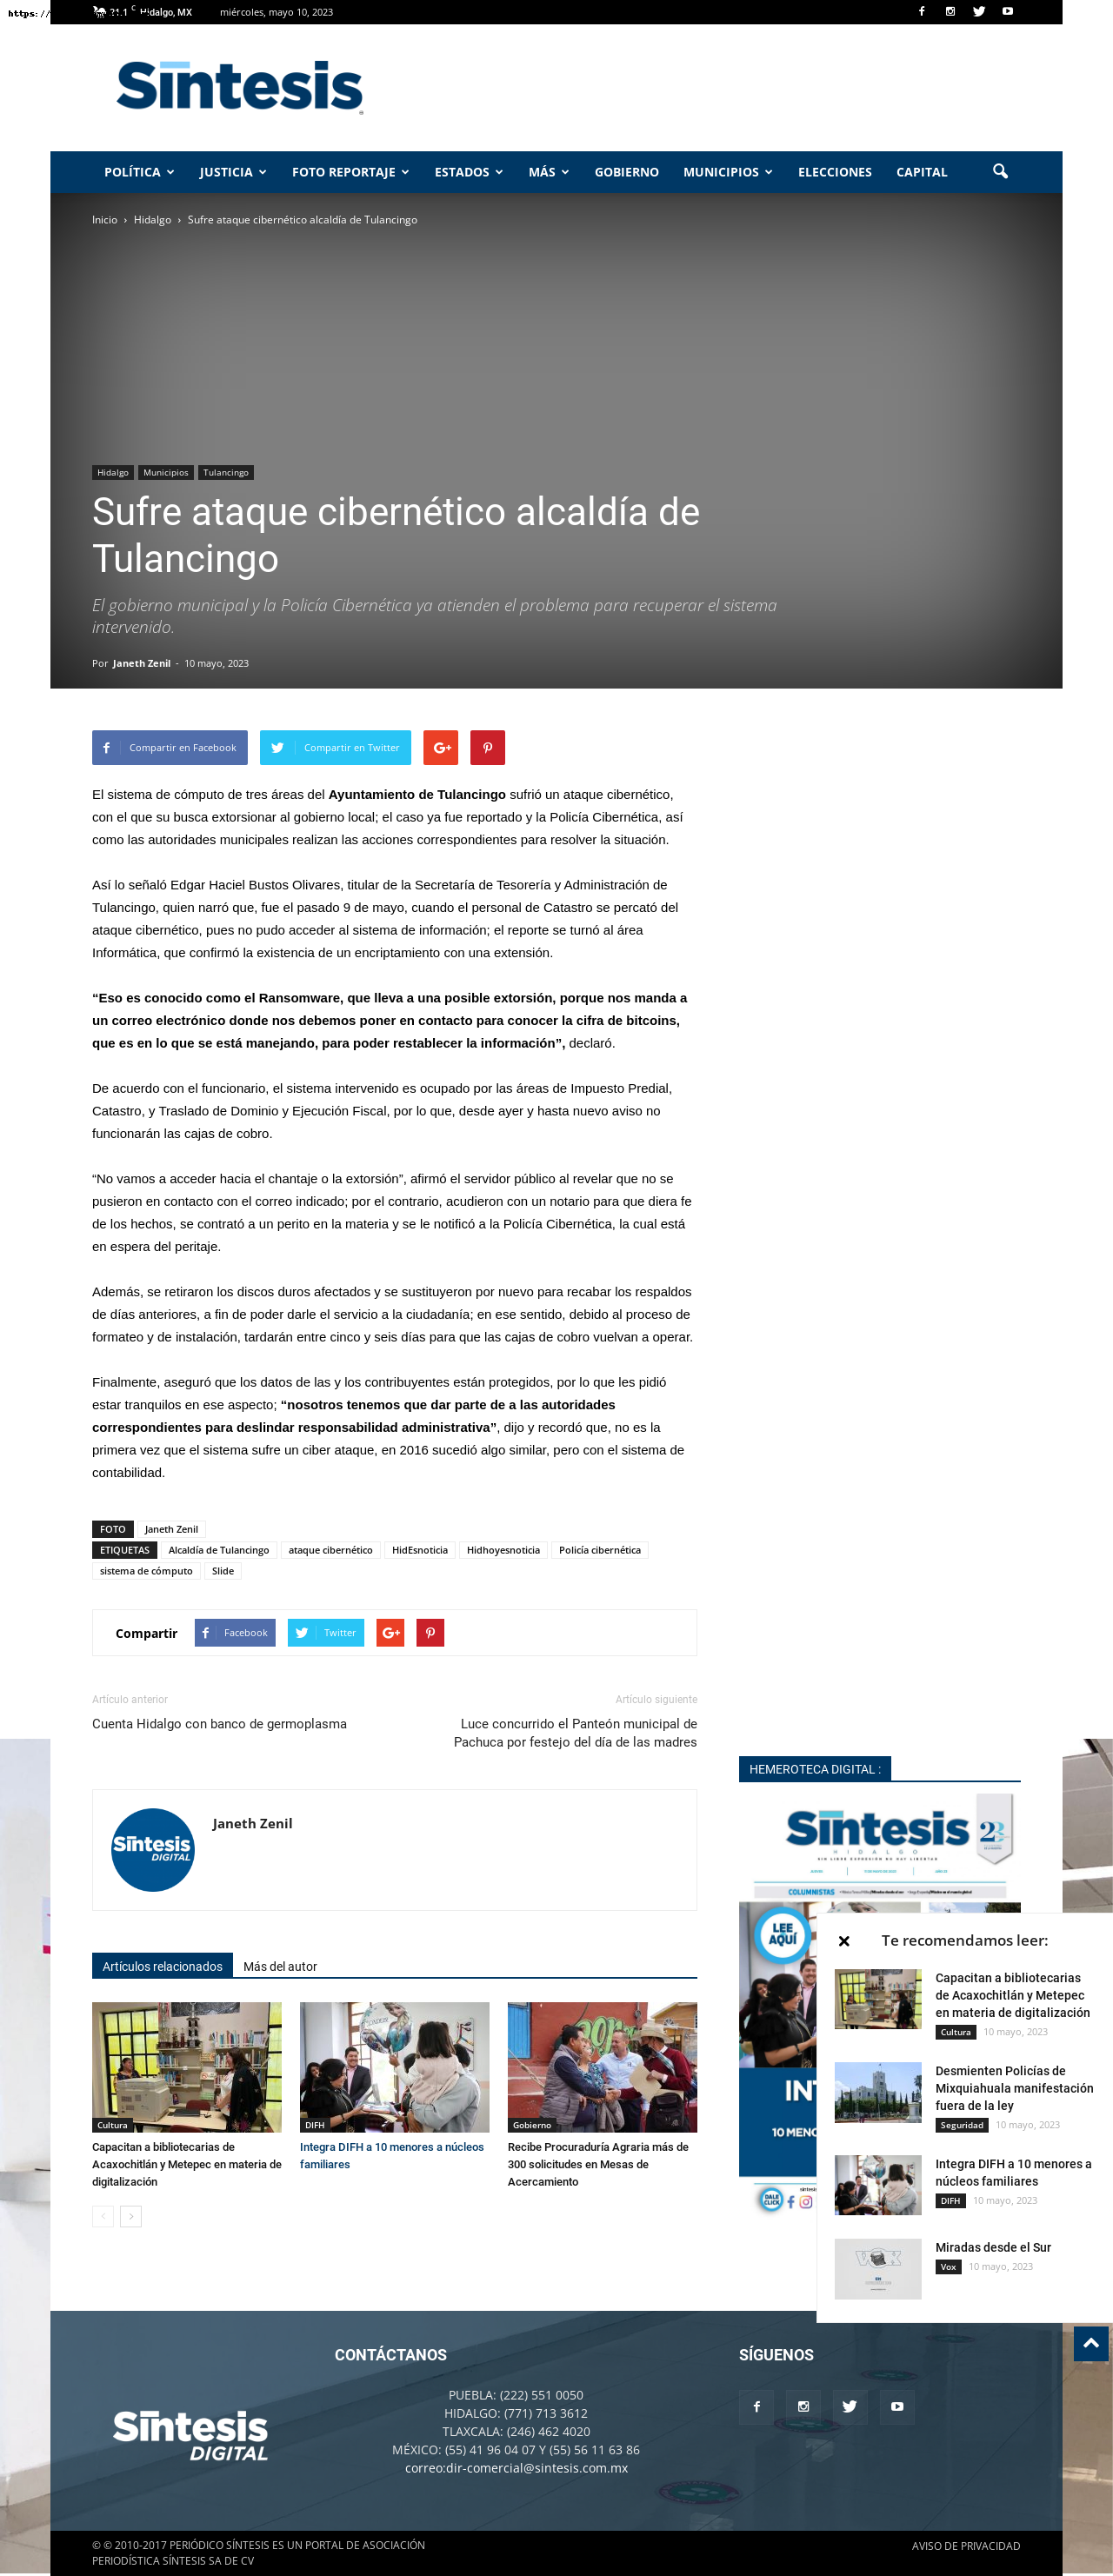 https://
21.1 C Hidalgo, MX
miércoles, mayo 10, 2023
Síntesis
POLÍTICA
JUSTICIA
FOTO REPORTAJE
ESTADOS
MÁS
GOBIERNO
MUNICIPIOS
ELECCIONES
CAPITAL
Inicio › Hidalgo › Sufre ataque cibernético alcaldía de Tulancingo
Hidalgo
Municipios
Tulancingo
Sufre ataque cibernético alcaldía de
Tulancingo
El gobierno municipal y la Policía Cibernética ya atienden el problema para recuperar el sistema
intervenido.
Por Janeth Zenil - 10 mayo, 2023
Compartir en Facebook
Compartir en Twitter
El sistema de cómputo de tres áreas del Ayuntamiento de Tulancingo sufrió un ataque cibernético,
con el que su busca extorsionar al gobierno local; el caso ya fue reportado y la Policía Cibernética, así
como las autoridades municipales realizan las acciones correspondientes para resolver la situación.
Así lo señaló Edgar Haciel Bustos Olivares, titular de la Secretaría de Tesorería y Administración de
Tulancingo, quien narró que, fue el pasado 9 de mayo, cuando el personal de Catastro se percató del
ataque cibernético, pues no pudo acceder al sistema de información; el reporte se turnó al área
Informática, que confirmó la existencia de un encriptamiento con una extensión.
“Eso es conocido como el Ransomware, que lleva a una posible extorsión, porque nos manda a
un correo electrónico donde nos debemos poner en contacto para conocer la cifra de bitcoins,
que es en lo que se está manejando, para poder restablecer la información”, declaró.
De acuerdo con el funcionario, el sistema intervenido es ocupado por las áreas de Impuesto Predial,
Catastro, y Traslado de Dominio y Ejecución Fiscal, por lo que, desde ayer y hasta nuevo aviso no
funcionarán las cajas de cobro.
“No vamos a acceder hacia el chantaje o la extorsión”, afirmó el servidor público al revelar que no se
pusieron en contacto con el correo indicado; por el contrario, acudieron con un notario para que diera fe
de los hechos, se contrató a un perito en la materia y se le notificó a la Policía Cibernética, la cual está
en espera del peritaje.
Además, se retiraron los discos duros afectados y se sustituyeron por nuevo para recabar los respaldos
de días anteriores, a fin de poder darle el servicio a la ciudadanía; en ese sentido, debido al proceso de
formateo y de instalación, tardarán entre cinco y seis días para que las cajas de cobro vuelvan a operar.
Finalmente, aseguró que los datos de las y los contribuyentes están protegidos, por lo que les pidió
estar tranquilos en ese aspecto; “nosotros tenemos que dar parte de a las autoridades
correspondientes para deslindar responsabilidad administrativa”, dijo y recordó que, no es la
primera vez que el sistema sufre un ciber ataque, en 2016 sucedió algo similar, pero con el sistema de
contabilidad.
FOTO Janeth Zenil
ETIQUETAS Alcaldía de Tulancingo ataque cibernético HidEsnoticia Hidhoyesnoticia Policía cibernética
sistema de cómputo Slide
Compartir Facebook Twitter
Artículo anterior
Artículo siguiente
Cuenta Hidalgo con banco de germoplasma
Luce concurrido el Panteón municipal de
Pachuca por festejo del día de las madres
Síntesis
DIGITAL
Janeth Zenil
Artículos relacionados
Más del autor
Cultura
Capacitan a bibliotecarias de
Acaxochitlán y Metepec en materia de
digitalización
DIFH
Integra DIFH a 10 menores a núcleos
familiares
Gobierno
Recibe Procuraduría Agraria más de
300 solicitudes en Mesas de
Acercamiento
HEMEROTECA DIGITAL :
Síntesis
HIDALGO
COLUMNISTAS
LEE
AQUÍ
INT
10 MENO
DALE
CLICK
Te recomendamos leer:
Capacitan a bibliotecarias
de Acaxochitlán y Metepec
en materia de digitalización
Cultura 10 mayo, 2023
Desmienten Policías de
Mixquiahuala manifestación
fuera de la ley
Seguridad 10 mayo, 2023
Integra DIFH a 10 menores a
núcleos familiares
DIFH 10 mayo, 2023
VOX
Miradas desde el Sur
Vox 10 mayo, 2023
Síntesis
DIGITAL
CONTÁCTANOS
PUEBLA: (222) 551 0050
HIDALGO: (771) 713 3612
TLAXCALA: (246) 462 4020
MÉXICO: (55) 41 96 04 07 Y (55) 56 11 63 86
correo:dir-comercial@sintesis.com.mx
SÍGUENOS
© © 2010-2017 PERIÓDICO SÍNTESIS ES UN PORTAL DE ASOCIACIÓN
PERIODÍSTICA SÍNTESIS SA DE CV
AVISO DE PRIVACIDAD